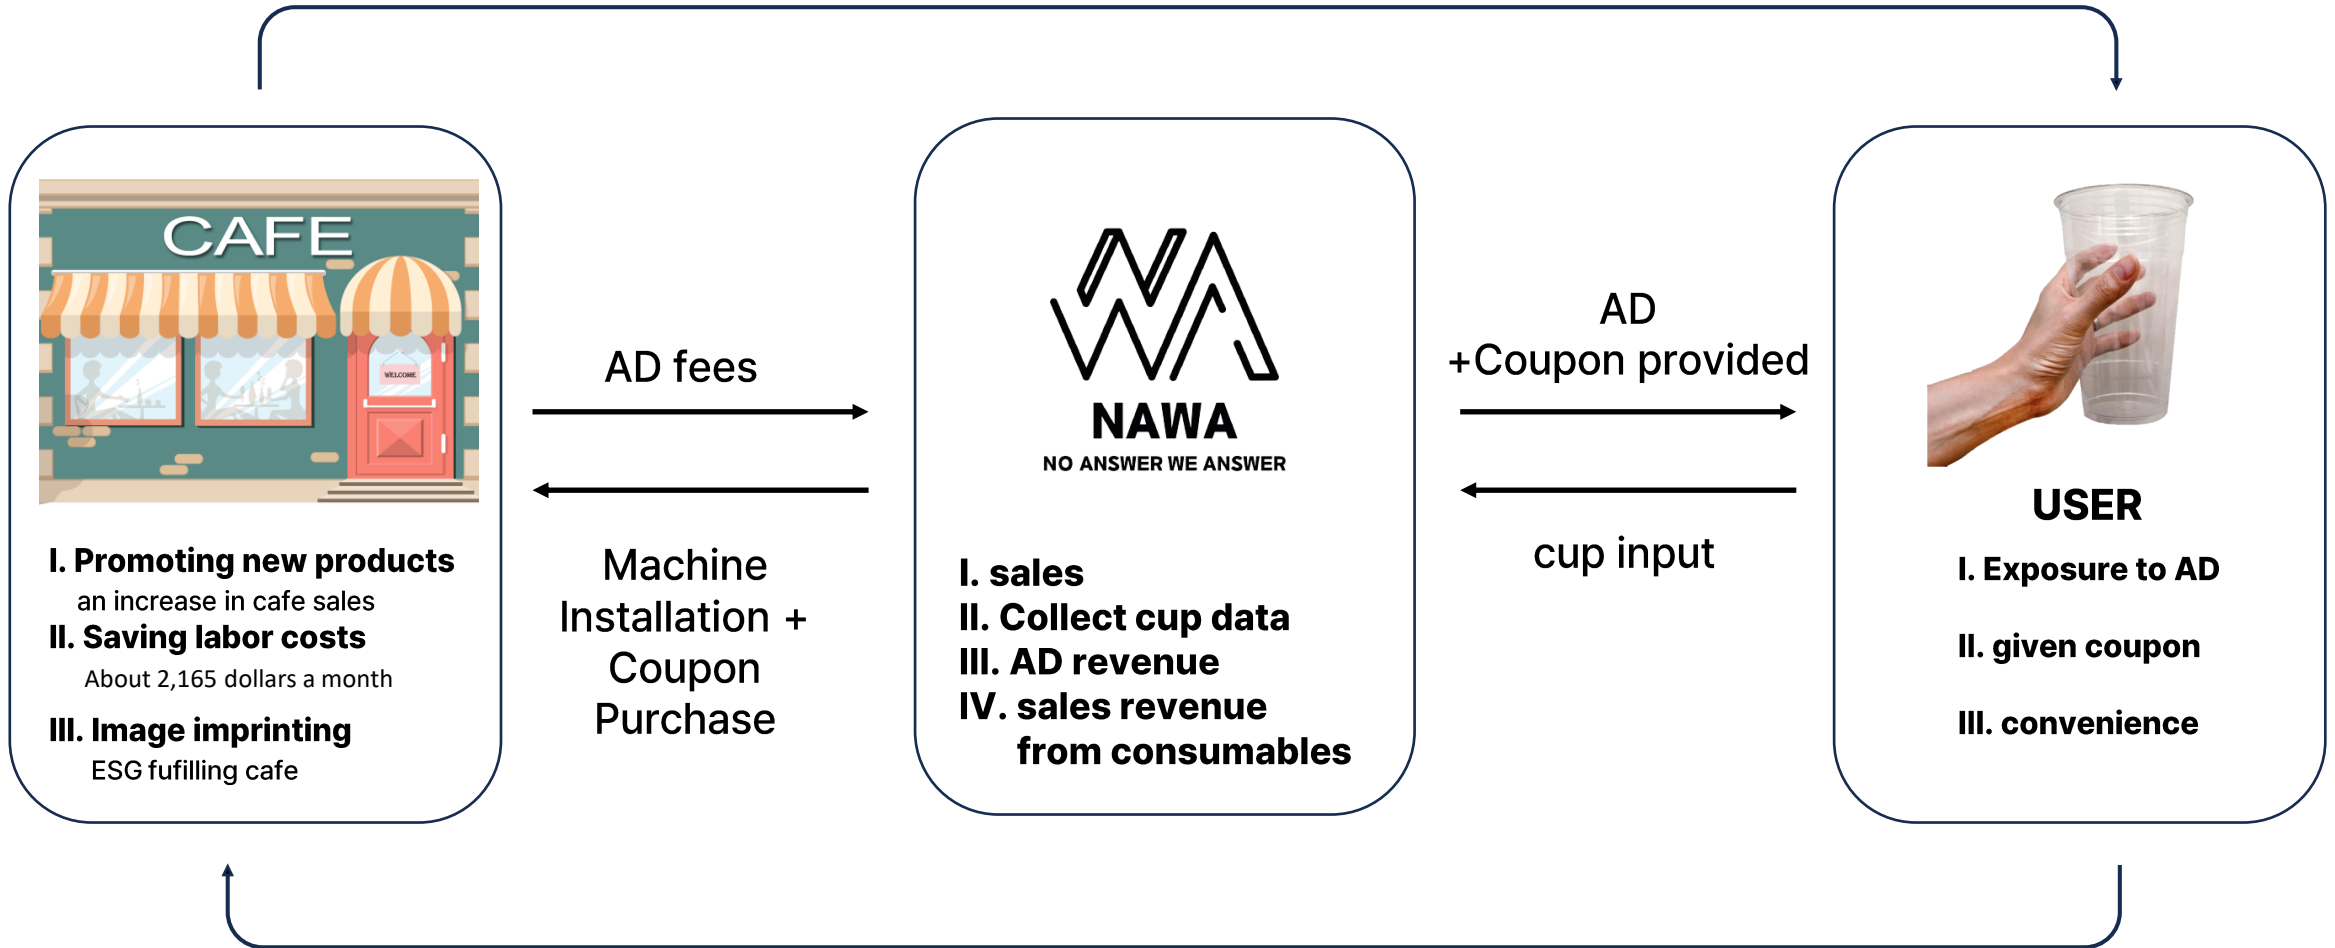 CAFE
WELCOME
I. Promoting new products
an increase in cafe sales
II. Saving labor costs
About 2,165 dollars a month
III. Image imprinting
ESG fufilling cafe
AD fees
Machine
Installation +
Coupon
Purchase
NAWA
NO ANSWER WE ANSWER
I. sales
II. Collect cup data
III. AD revenue
IV. sales revenue
from consumables
AD
+Coupon provided
cup input
USER
I. Exposure to AD
II. given coupon
III. convenience